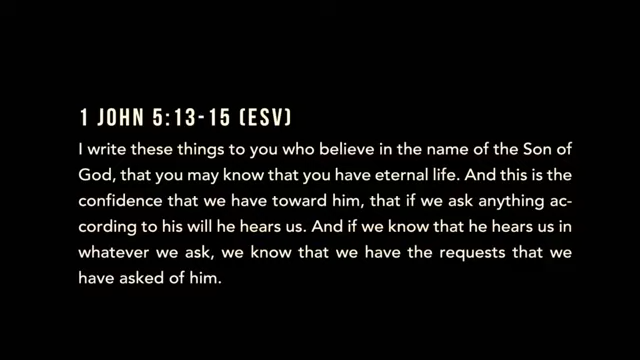 1 JOHN 5:13-15 (ESV)
I write these things to you who believe in the name of the Son of
God, that you may know that you have eternal life. And this is the
confidence that we have toward him, that if we ask anything ac-
cording to his will he hears us. And if we know that he hears us in
whatever we ask, we know that we have the requests that we
have asked of him.